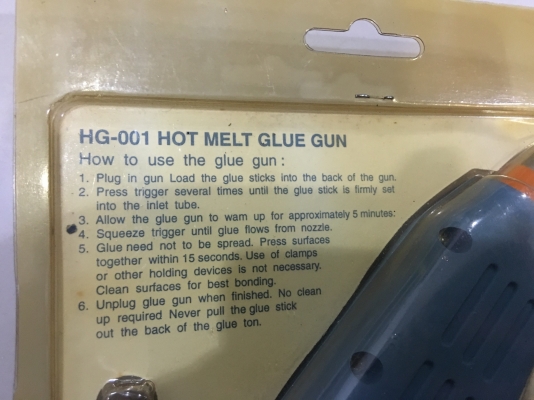 HG-001 HOT MELT GLUE GUN
How to use the glue gun :
1. Plug in gun Load the glue sticks into the back of the gun.
2. Press trigger several times until the glue stick is firmly set
into the inlet tube.
3. Allow the glue gun to wam up for approximately 5 minutes:
4. Squeeze trigger until glue flows from nozzle.
5. Glue need not to be spread. Press surfaces
together within 15 seconds. Use of clamps
or other holding devices is not necessary.
Clean surfaces for best bonding.
6. Unplug glue gun when finished. No clean
up required Never pull the glue stick
out the back of the glue ton.